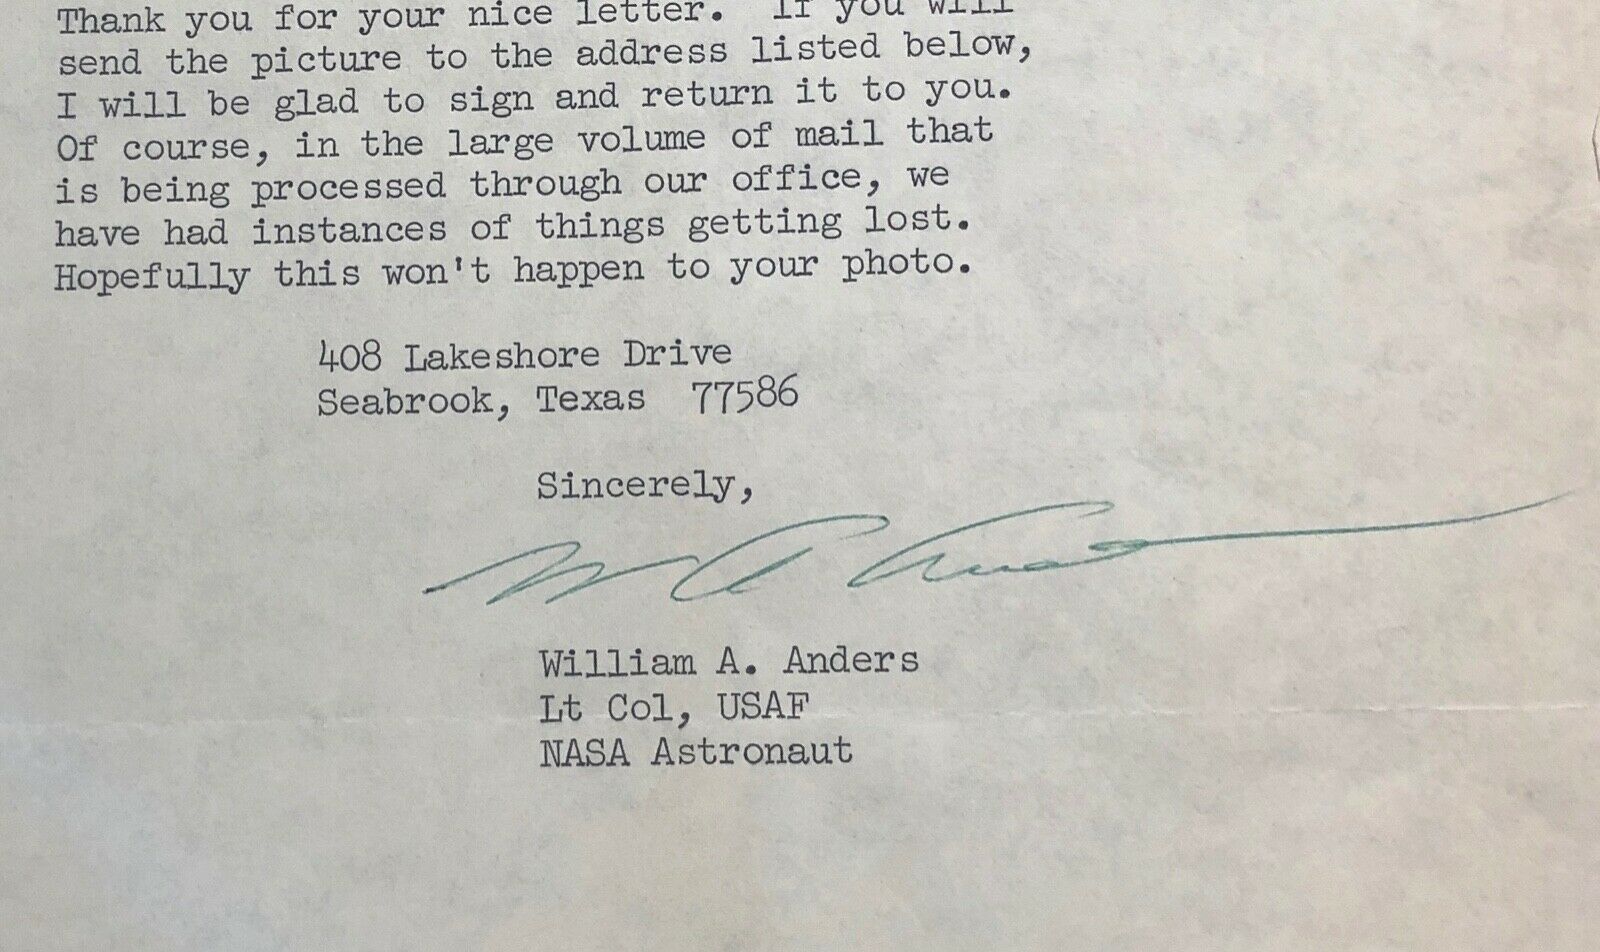 Thank you for your nice letter.  If you will
send the picture to the address listed below,
I will be glad to sign and return it to you.
Of course, in the large volume of mail that
is being processed through our office, we
have had instances of things getting lost.
Hopefully this won't happen to your photo.
408 Lakeshore Drive
Seabrook, Texas  77586
Sincerely,
W A Anders
William A. Anders
Lt Col, USAF
NASA Astronaut